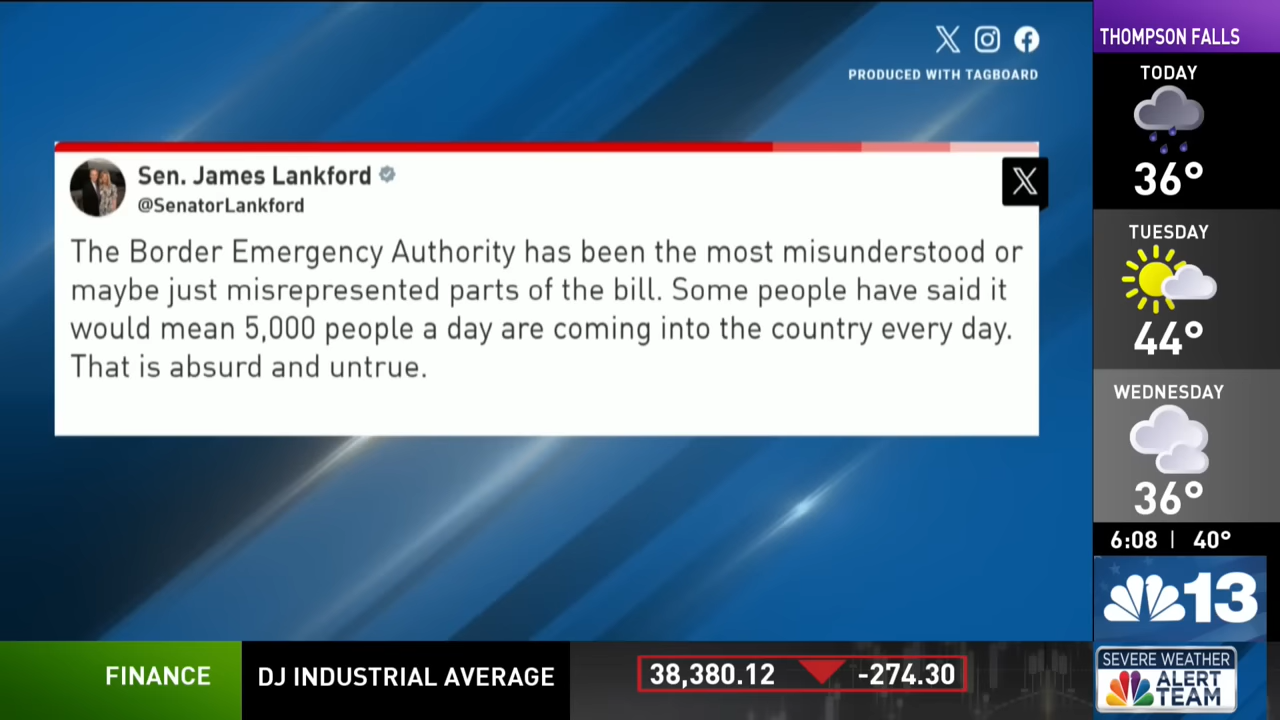 PRODUCED WITH TAGBOARD
Sen. James Lankford
@SenatorLankford
The Border Emergency Authority has been the most misunderstood or
maybe just misrepresented parts of the bill. Some people have said it
would mean 5,000 people a day are coming into the country every day.
That is absurd and untrue.
THOMPSON FALLS
TODAY
36°
TUESDAY
44°
WEDNESDAY
36°
6:08 | 40°
13
SEVERE WEATHER
ALERT
TEAM
FINANCE
DJ INDUSTRIAL AVERAGE
38,380.12
-274.30